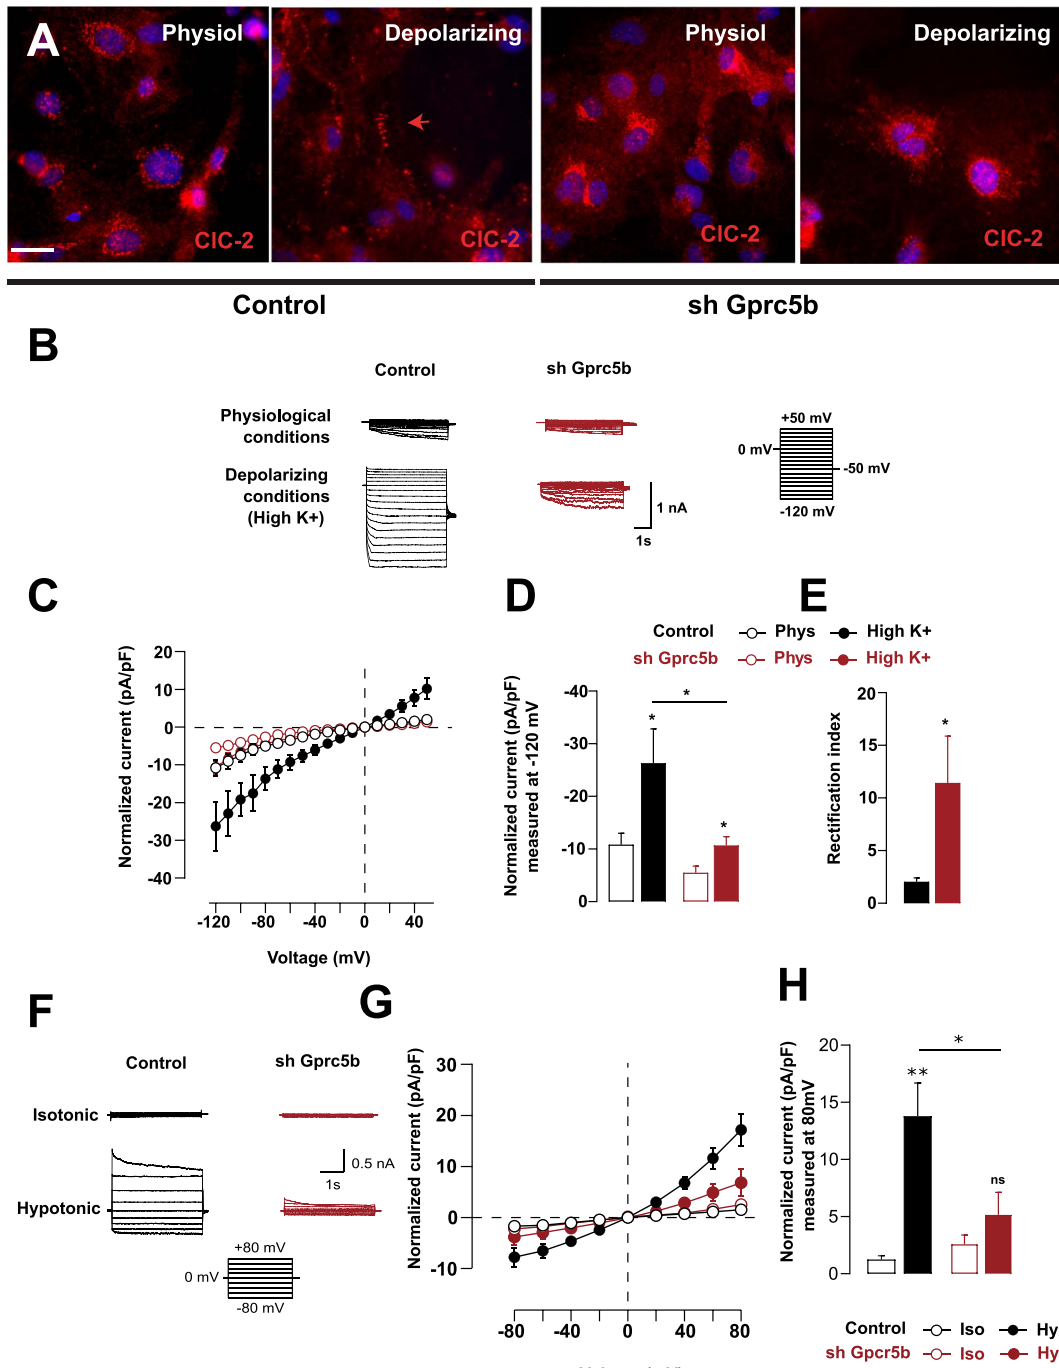 A
Physiol
Depolarizing
Physiol
Depolarizing
ClC-2
ClC-2
ClC-2
ClC-2
Control
sh Gprc5b
B
Control
sh Gprc5b
Physiological
conditions
Depolarizing
conditions
(High K+)
1 nA
1s
+50 mV
0 mV
-50 mV
-120 mV
C
Normalized current (pA/pF)
20
10
0
-10
-20
-30
-40
-120
-80
-40
0
40
Voltage (mV)
D
E
Control
Phys
High K+
sh Gprc5b
Phys
High K+
Normalized current (pA/pF)
measured at -120 mV
-40
-30
-20
-10
0
*
*
*
Rectification index
20
15
10
5
0
*
F
Control
sh Gprc5b
Isotonic
Hypotonic
0.5 nA
1s
+80 mV
0 mV
-80 mV
G
Normalized current (pA/pF)
30
20
10
0
-10
-80
-40
0
40
80
H
Normalized current (pA/pF)
measured at 80mV
20
15
10
5
0
*
**
ns
Control
Iso
Hy
sh Gpcr5b
Iso
Hy